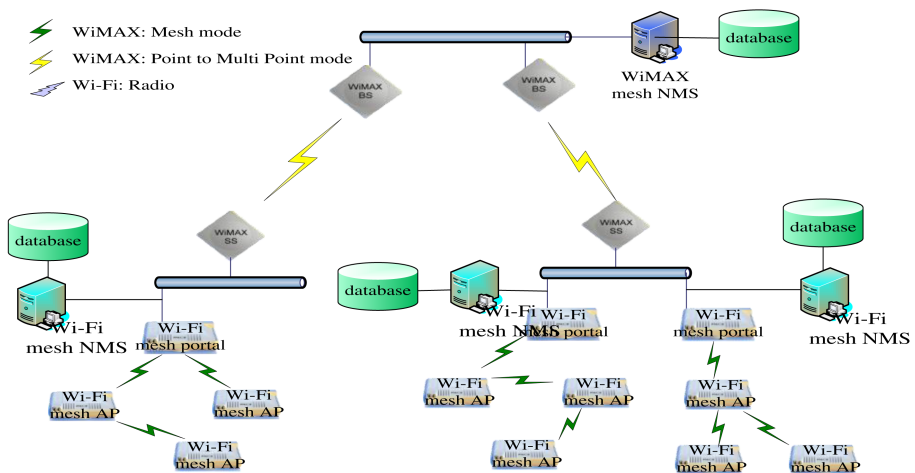 WiMAX: Mesh mode
WiMAX: Point to Multi Point mode
Wi-Fi: Radio
database
WiMAX
mesh NMS
WiMAX
BS
WiMAX
BS
WiMAX
SS
WiMAX
SS
database
database
database
Wi-Fi
mesh NMS
Wi-Fi
mesh portal
Wi-Fi
mesh NMS
Wi-Fi
mesh portal
Wi-Fi
mesh portal
Wi-Fi
mesh NMS
Wi-Fi
mesh AP
Wi-Fi
mesh AP
Wi-Fi
mesh AP
Wi-Fi
mesh AP
Wi-Fi
mesh AP
Wi-Fi
mesh AP
Wi-Fi
mesh AP
Wi-Fi
mesh AP
Wi-Fi
mesh AP